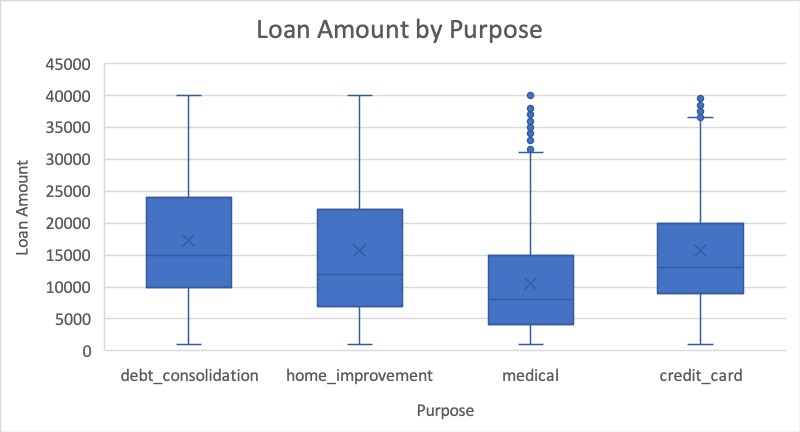 Loan Amount by Purpose
45000
40000
35000
30000
25000
20000
15000
10000
5000
0
Loan Amount
debt_consolidation home_improvement medical credit_card
Purpose